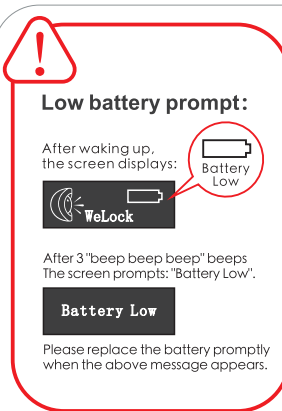 !
Low battery prompt:
After waking up,
the screen displays:
Battery
Low
WeLock
After 3 "beep beep beep" beeps
The screen prompts: "Battery Low".
Battery Low
Please replace the battery promptly
when the above message appears.